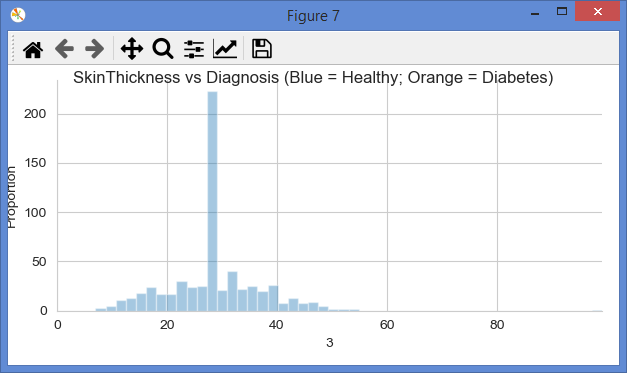 Figure 7
SkinThickness vs Diagnosis (Blue = Healthy; Orange = Diabetes)
200
150
100
50
0
Proportion
0 20 40 60 80
3